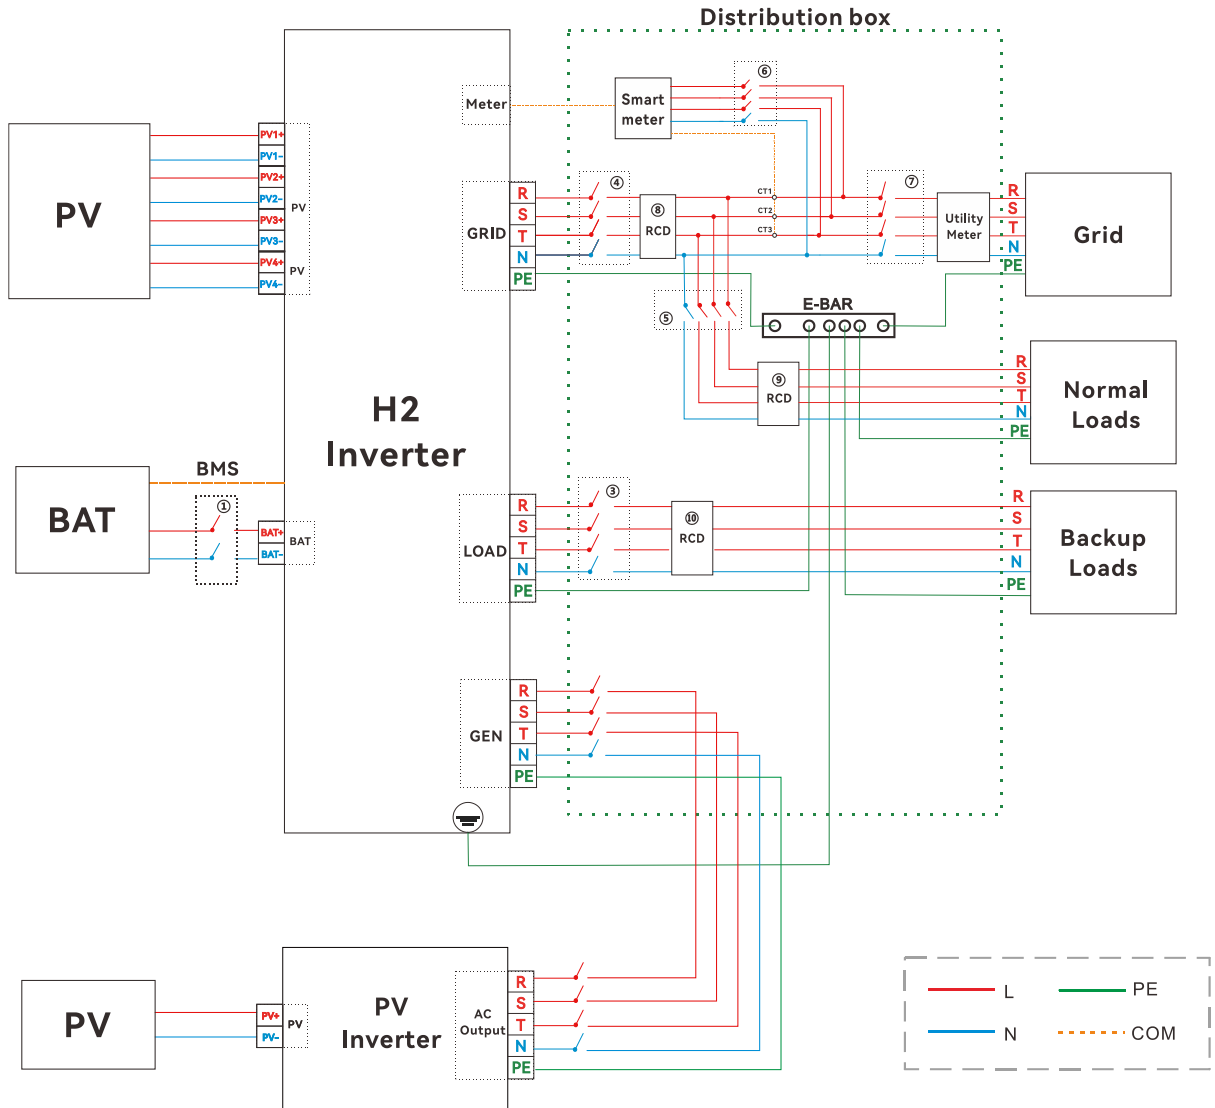 Distribution box
⑥
Meter
Smart
meter
PV
PV1+
PV1-
PV2+
PV2-
PV3+
PV3-
PV4+
PV4-
PV
PV
GRID
R
S
T
N
PE
④
⑧
RCD
CT1
CT2
CT3
⑦
Utility
Meter
R
S
T
N
PE
Grid
⑤
E-BAR
⑨
RCD
R
S
T
N
PE
Normal
Loads
H2
Inverter
BAT
BMS
①
BAT+
BAT-
BAT
LOAD
R
S
T
N
PE
③
⑩
RCD
R
S
T
N
PE
Backup
Loads
GEN
R
S
T
N
PE
PV
PV+
PV-
PV
PV
Inverter
AC
Output
R
S
T
N
PE
L
PE
N
COM